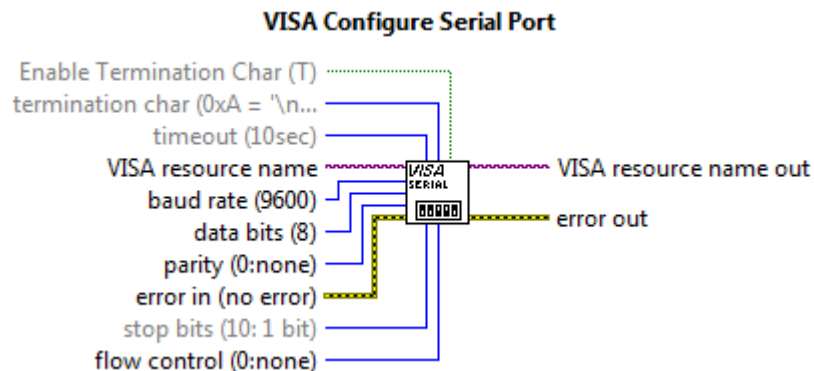 VISA Configure Serial Port
Enable Termination Char (T)
termination char (0xA = '\n...
timeout (10sec)
VISA resource name
VISA
SERIAL
VISA resource name out
baud rate (9600)
error out
data bits (8)
parity (0:none)
error in (no error)
stop bits (10: 1 bit)
flow control (0:none)